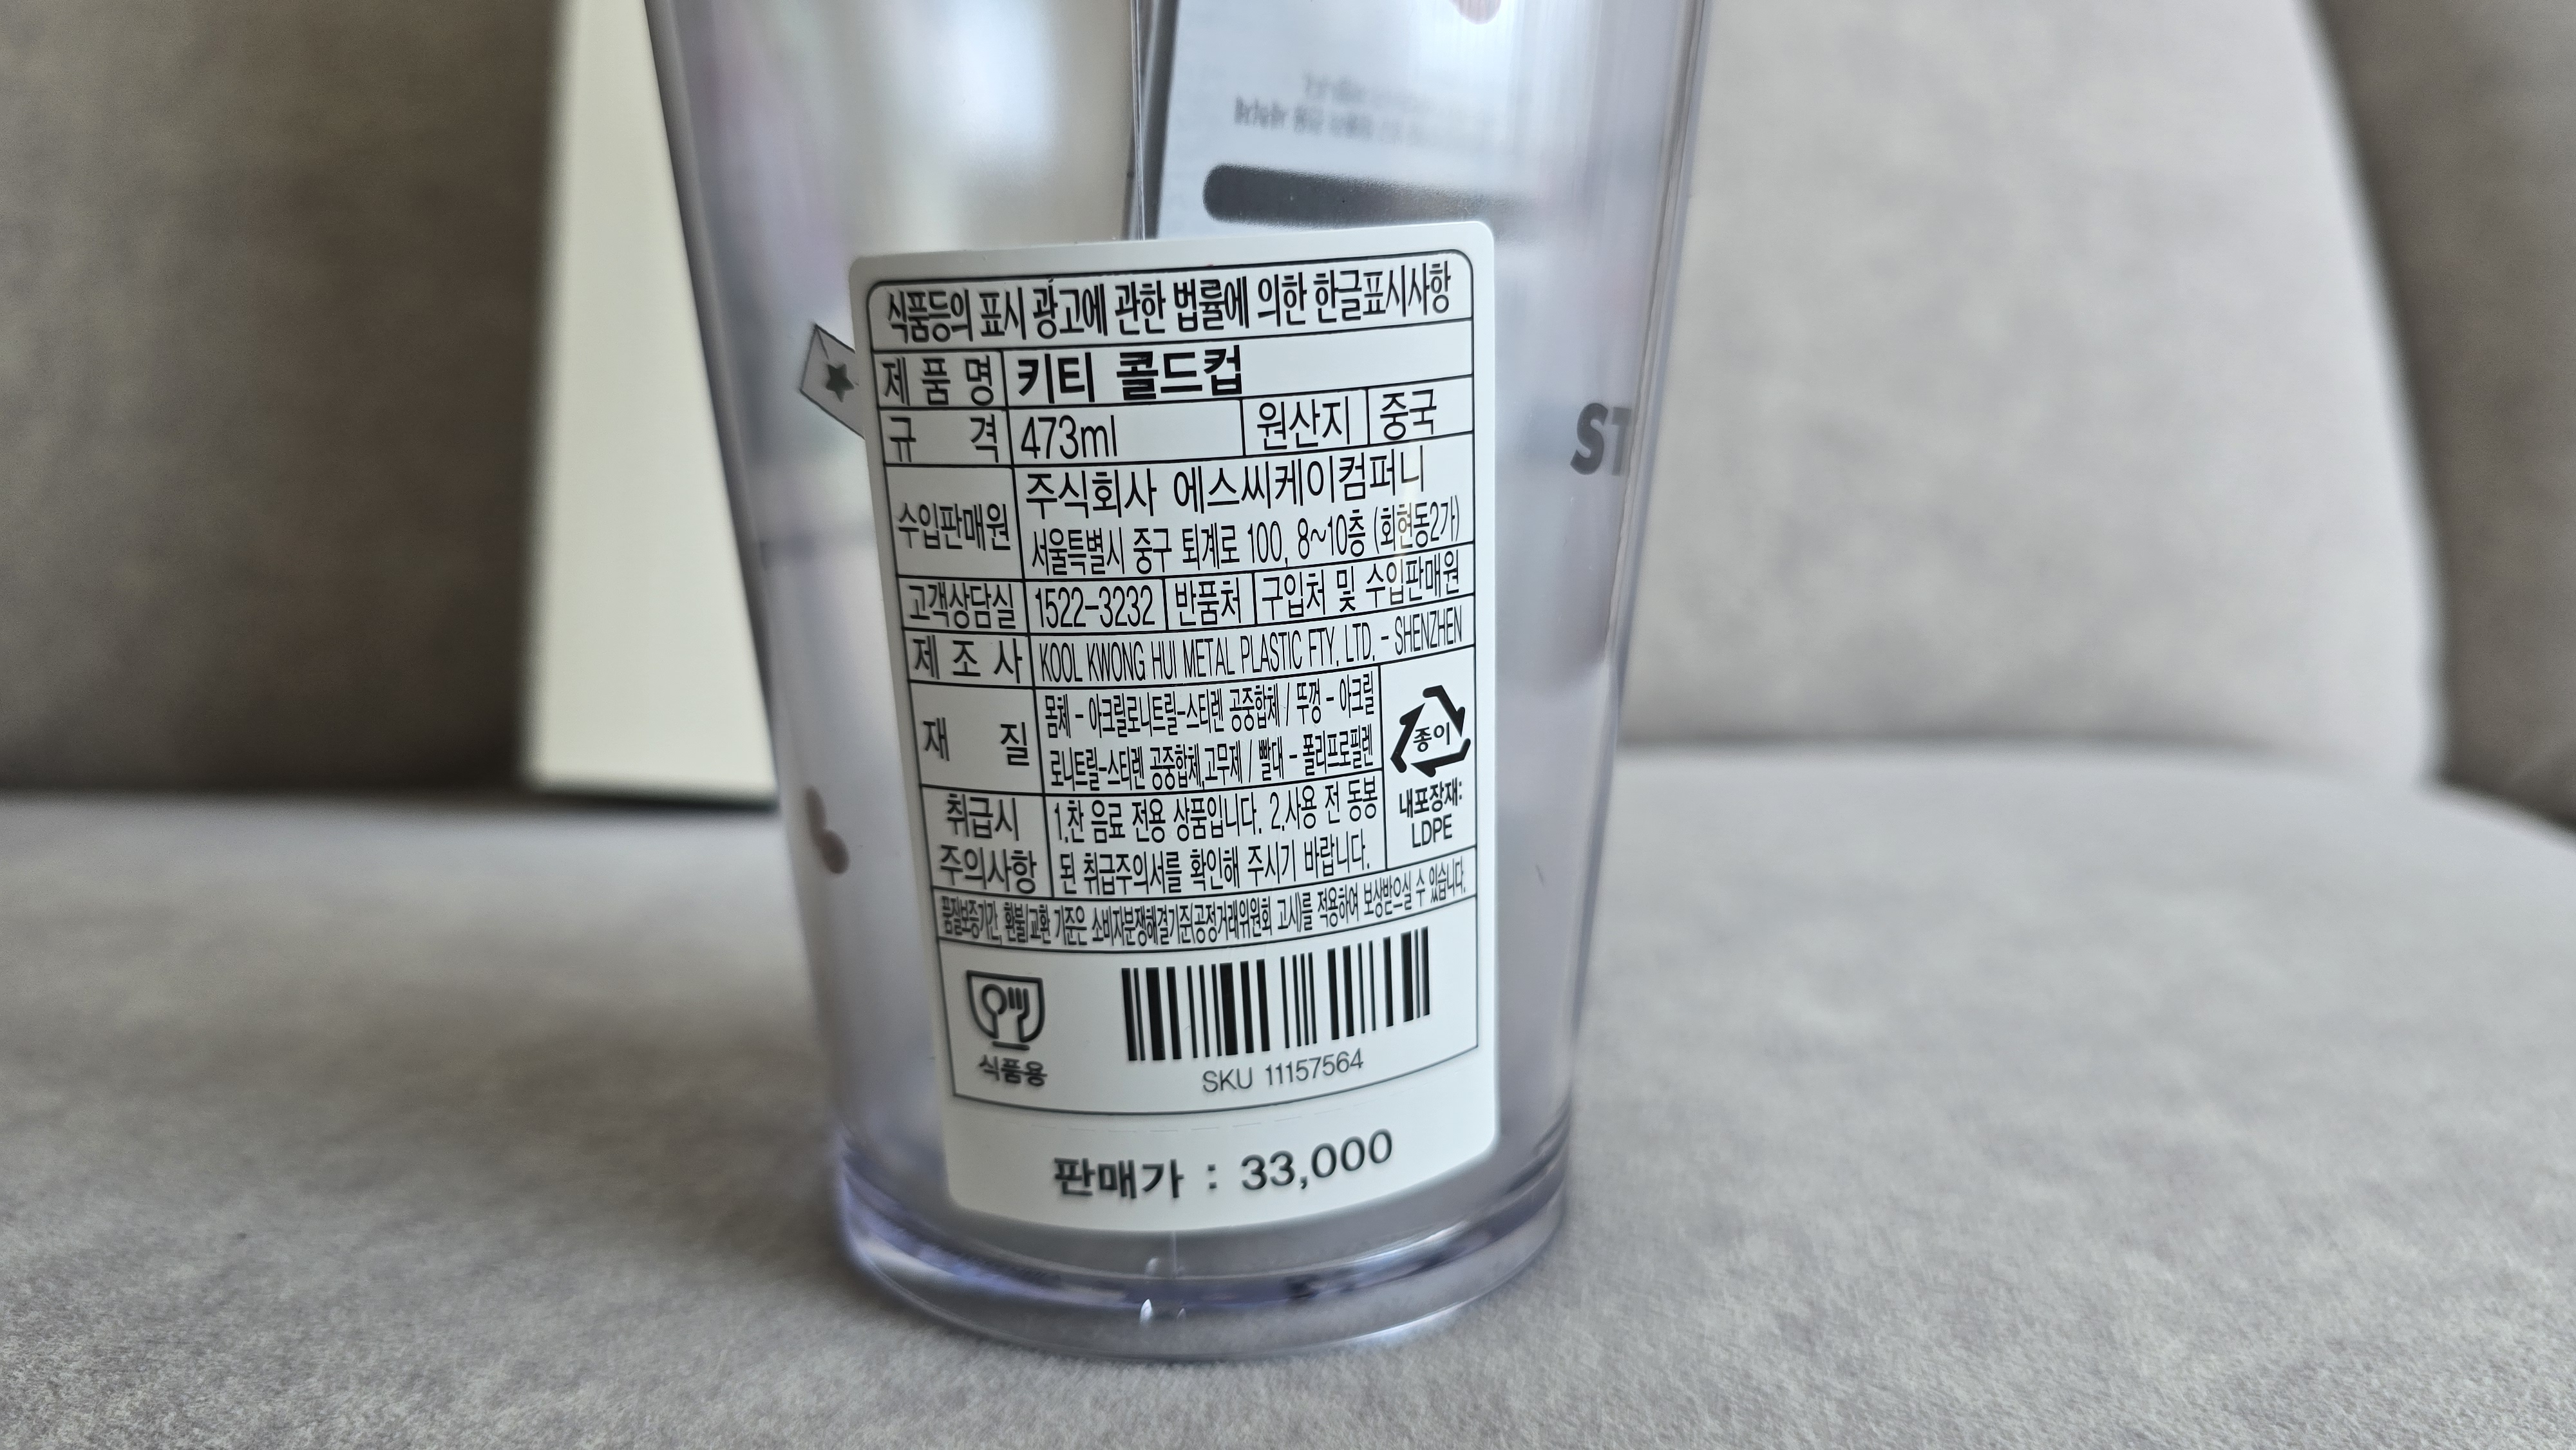 식품등의 표시 광고에 관한 법률에 의한 한글표시사항
제 품 명 키티 콜드컵
규 격 473ml 원산지 중국
수입판매원 주식회사 에스씨케이컴퍼니
서울특별시 중구 퇴계로 100, 8~10층 (회현동2가)
고객상담실 1522-3232 반품처 구입처 및 수입판매원
제 조 사 KOOL KWONG HUI METAL PLASTIC FTY. LTD. - SHENZHEN
재 질 몸체 - 아크릴로니트릴-스티렌 공중합체 / 뚜껑 - 아크릴
로니트릴-스티렌 공중합체,고무제 / 빨대 - 폴리프로필렌
종이
내포장재:
LDPE
취급시
주의사항
1.찬 음료 전용 상품입니다. 2.사용 전 동봉
된 취급주의서를 확인해 주시기 바랍니다.
품질보증기간, 환불/교환 기준은 소비자분쟁해결기준(공정거래위원회 고시)를 적용하여 보상받으실 수 있습니다.
식품용
SKU 11157564
판매가 : 33,000
ST